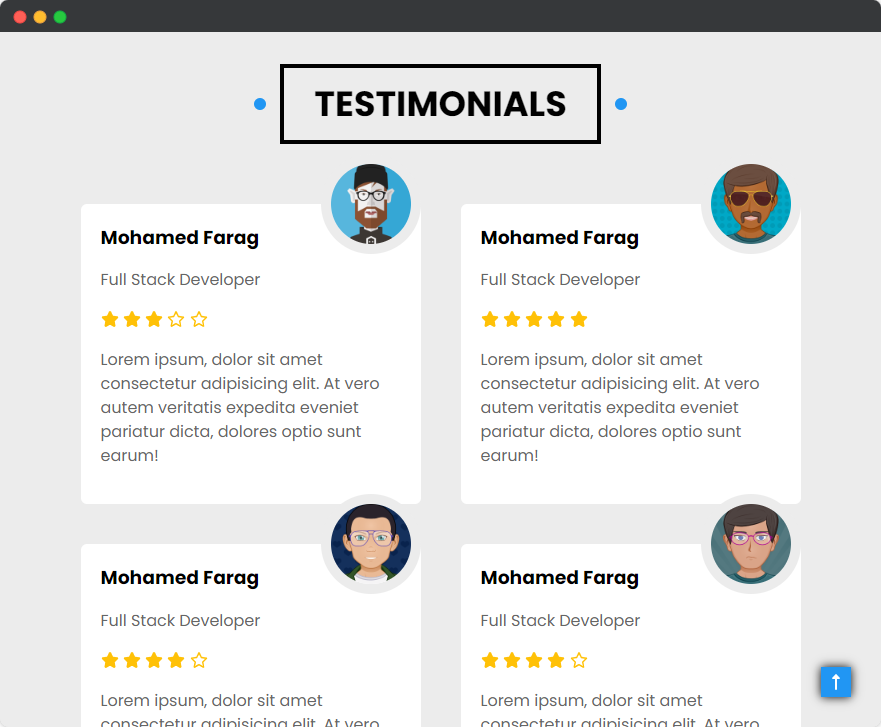 TESTIMONIALS
Mohamed Farag
Full Stack Developer
Lorem ipsum, dolor sit amet
consectetur adipisicing elit. At vero
autem veritatis expedita eveniet
pariatur dicta, dolores optio sunt
earum!
Mohamed Farag
Full Stack Developer
Lorem ipsum, dolor sit amet
consectetur adipisicing elit. At vero
autem veritatis expedita eveniet
pariatur dicta, dolores optio sunt
earum!
Mohamed Farag
Full Stack Developer
Lorem ipsum, dolor sit amet
consectetur adipisicing elit. At vero
Mohamed Farag
Full Stack Developer
Lorem ipsum, dolor sit amet
consectetur adipisicing elit. At vero